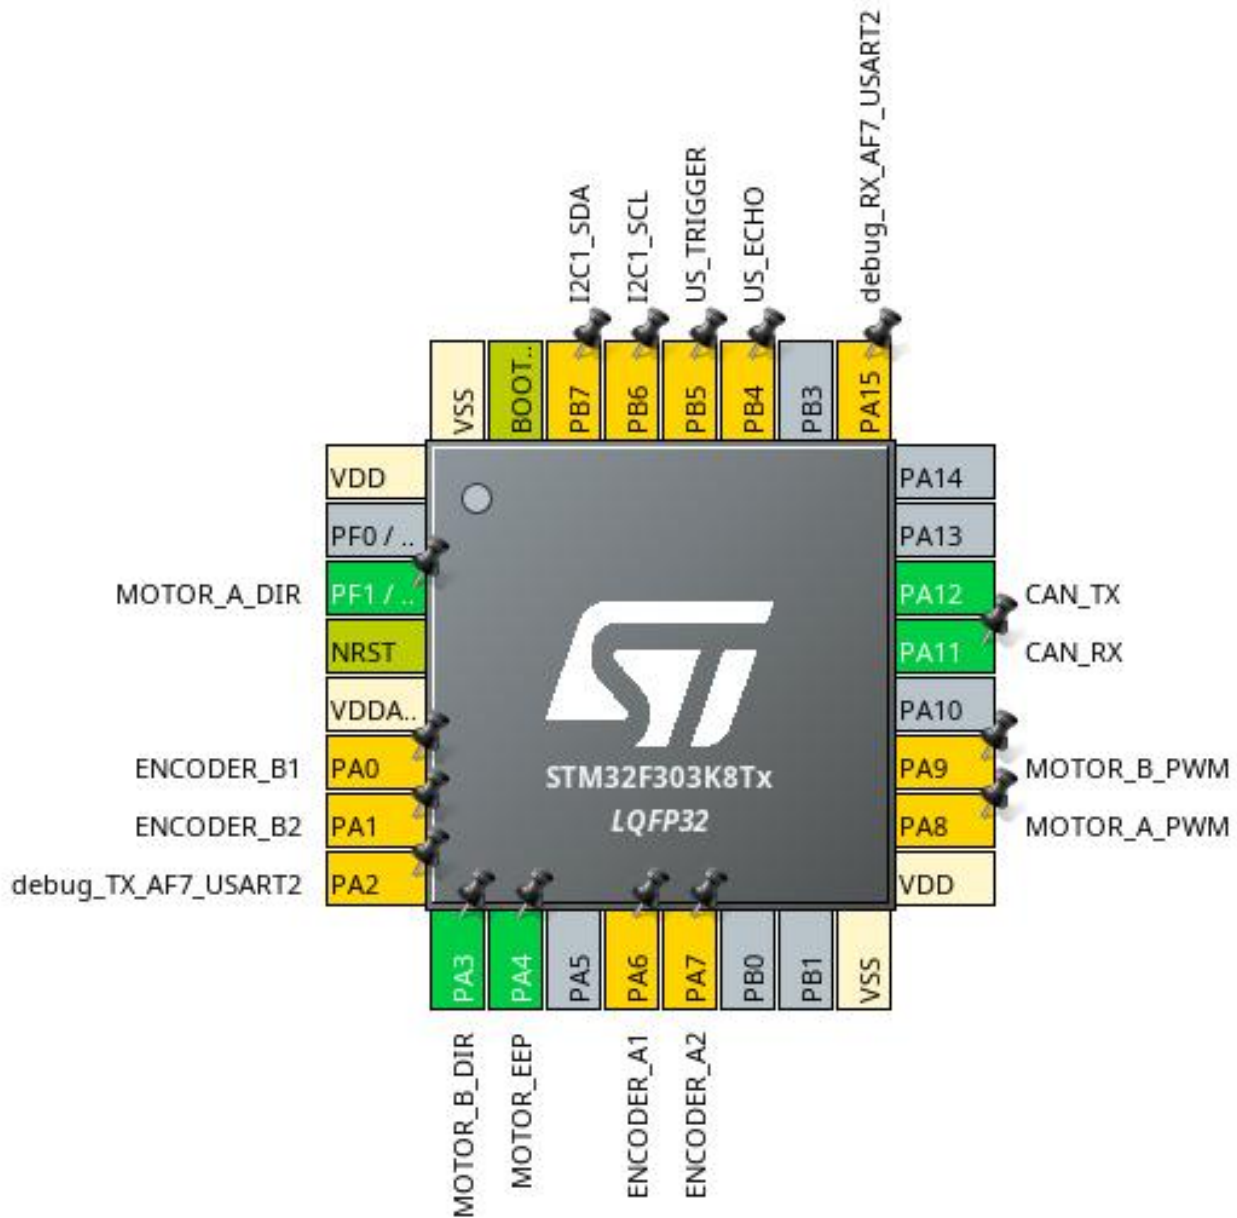 debug_RX_AF7_USART2
I2C1_SDA
I2C1_SCL
US_TRIGGER
US_ECHO
VSS
BOOT..
PB7
PB6
PB5
PB4
PB3
PA15
VDD
PF0 / ..
MOTOR_A_DIR
PF1 / ..
NRST
VDDA..
ENCODER_B1
PA0
ENCODER_B2
PA1
debug_TX_AF7_USART2
PA2
PA14
PA13
PA12
CAN_TX
PA11
CAN_RX
PA10
PA9
MOTOR_B_PWM
PA8
MOTOR_A_PWM
VDD
ST
STM32F303K8Tx
LQFP32
PA3
PA4
PA5
PA6
PA7
PB0
PB1
VSS
MOTOR_B_DIR
MOTOR_EEP
ENCODER_A1
ENCODER_A2